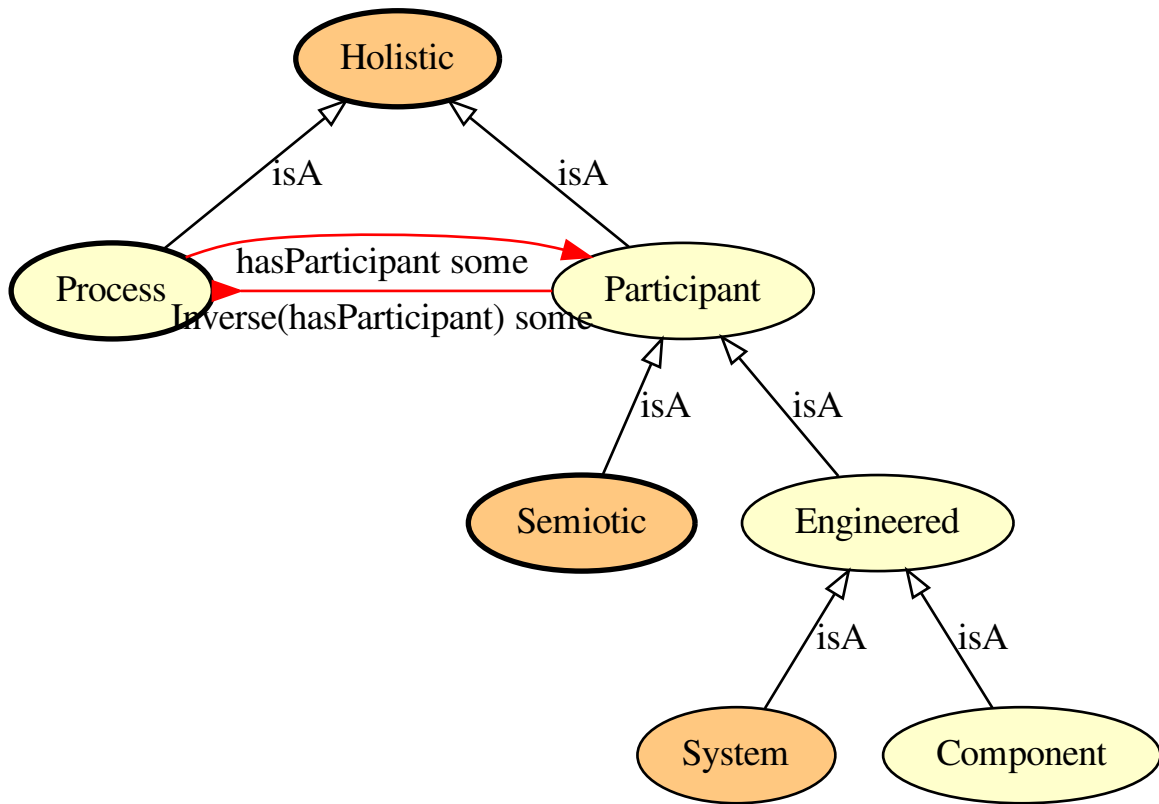 Holistic
isA
isA
hasParticipant some
Process
Participant
Inverse(hasParticipant) some
isA
isA
Semiotic
Engineered
isA
isA
System
Component